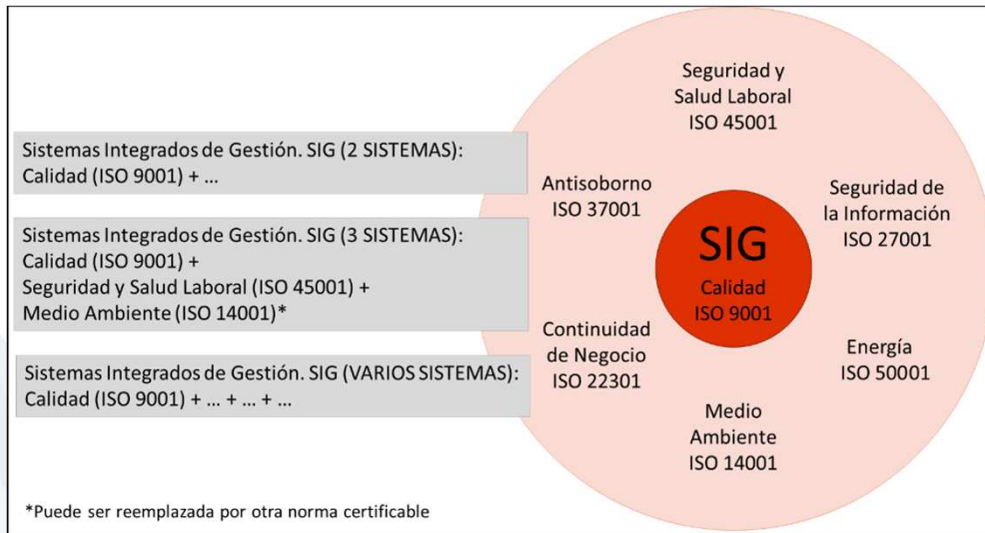 Sistemas Integrados de Gestión. SIG (2 SISTEMAS):
Calidad (ISO 9001) + ...
Sistemas Integrados de Gestión. SIG (3 SISTEMAS):
Calidad (ISO 9001) +
Seguridad y Salud Laboral (ISO 45001) +
Medio Ambiente (ISO 14001)*
Sistemas Integrados de Gestión. SIG (VARIOS SISTEMAS):
Calidad (ISO 9001) + ... + ... + ...
*Puede ser reemplazada por otra norma certificable
Seguridad y
Salud Laboral
ISO 45001
Antisoborno
ISO 37001
Seguridad de
la Información
ISO 27001
SIG
Calidad
ISO 9001
Continuidad
de Negocio
ISO 22301
Energía
ISO 50001
Medio
Ambiente
ISO 14001